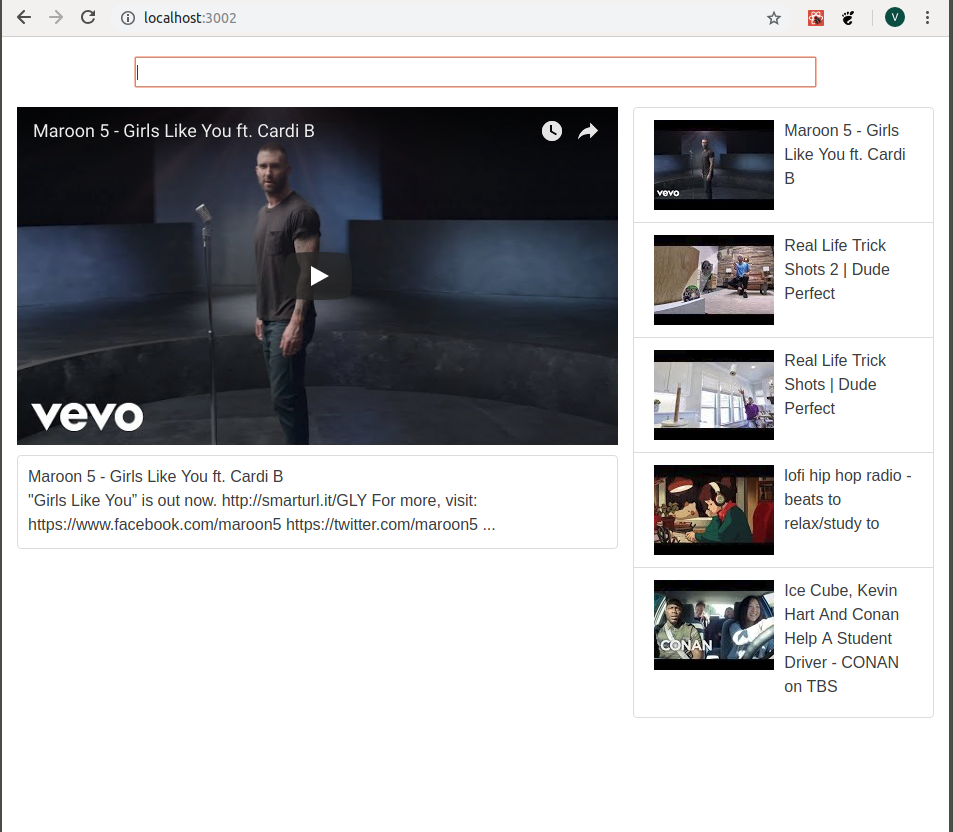 localhost:3002
V
Maroon 5 - Girls Like You ft. Cardi B
vevo
Maroon 5 - Girls Like You ft. Cardi B
"Girls Like You” is out now. http://smarturl.it/GLY For more, visit:
https://www.facebook.com/maroon5 https://twitter.com/maroon5 ...
vevo
Maroon 5 - Girls
Like You ft. Cardi
B
Real Life Trick
Shots 2 | Dude
Perfect
Real Life Trick
Shots | Dude
Perfect
lofi hip hop radio -
beats to
relax/study to
CONAN
Ice Cube, Kevin
Hart And Conan
Help A Student
Driver - CONAN
on TBS